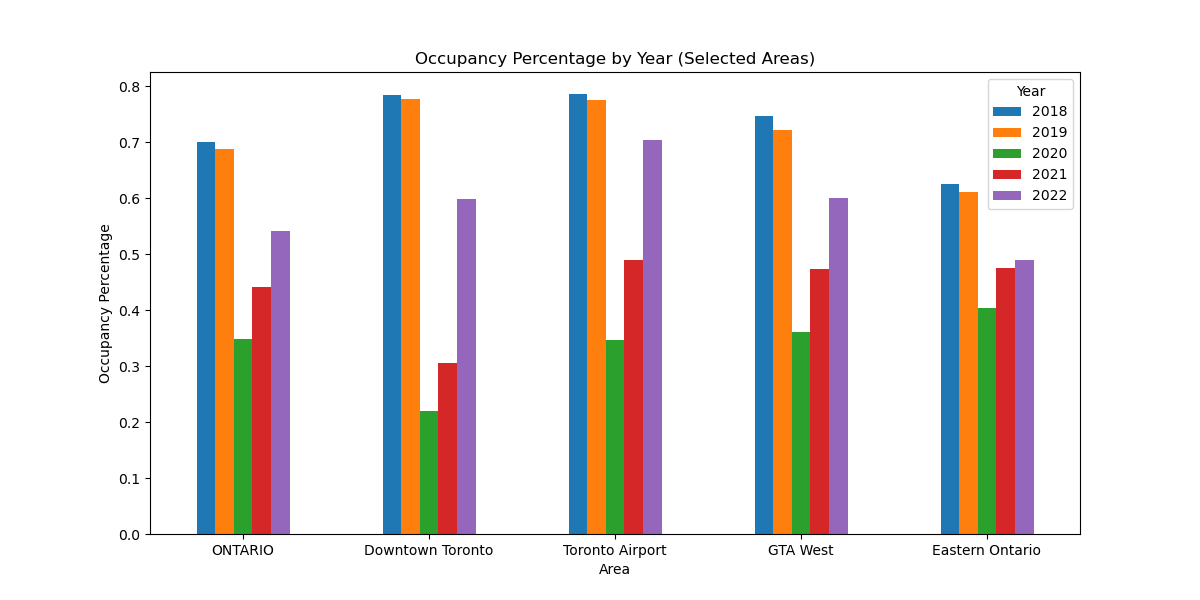 Occupancy Percentage by Year (Selected Areas)
Year
2018
2019
2020
2021
2022
Occupancy Percentage
0.8
0.7
0.6
0.5
0.4
0.3
0.2
0.1
0.0
ONTARIO Downtown Toronto Toronto Airport GTA West Eastern Ontario
Area